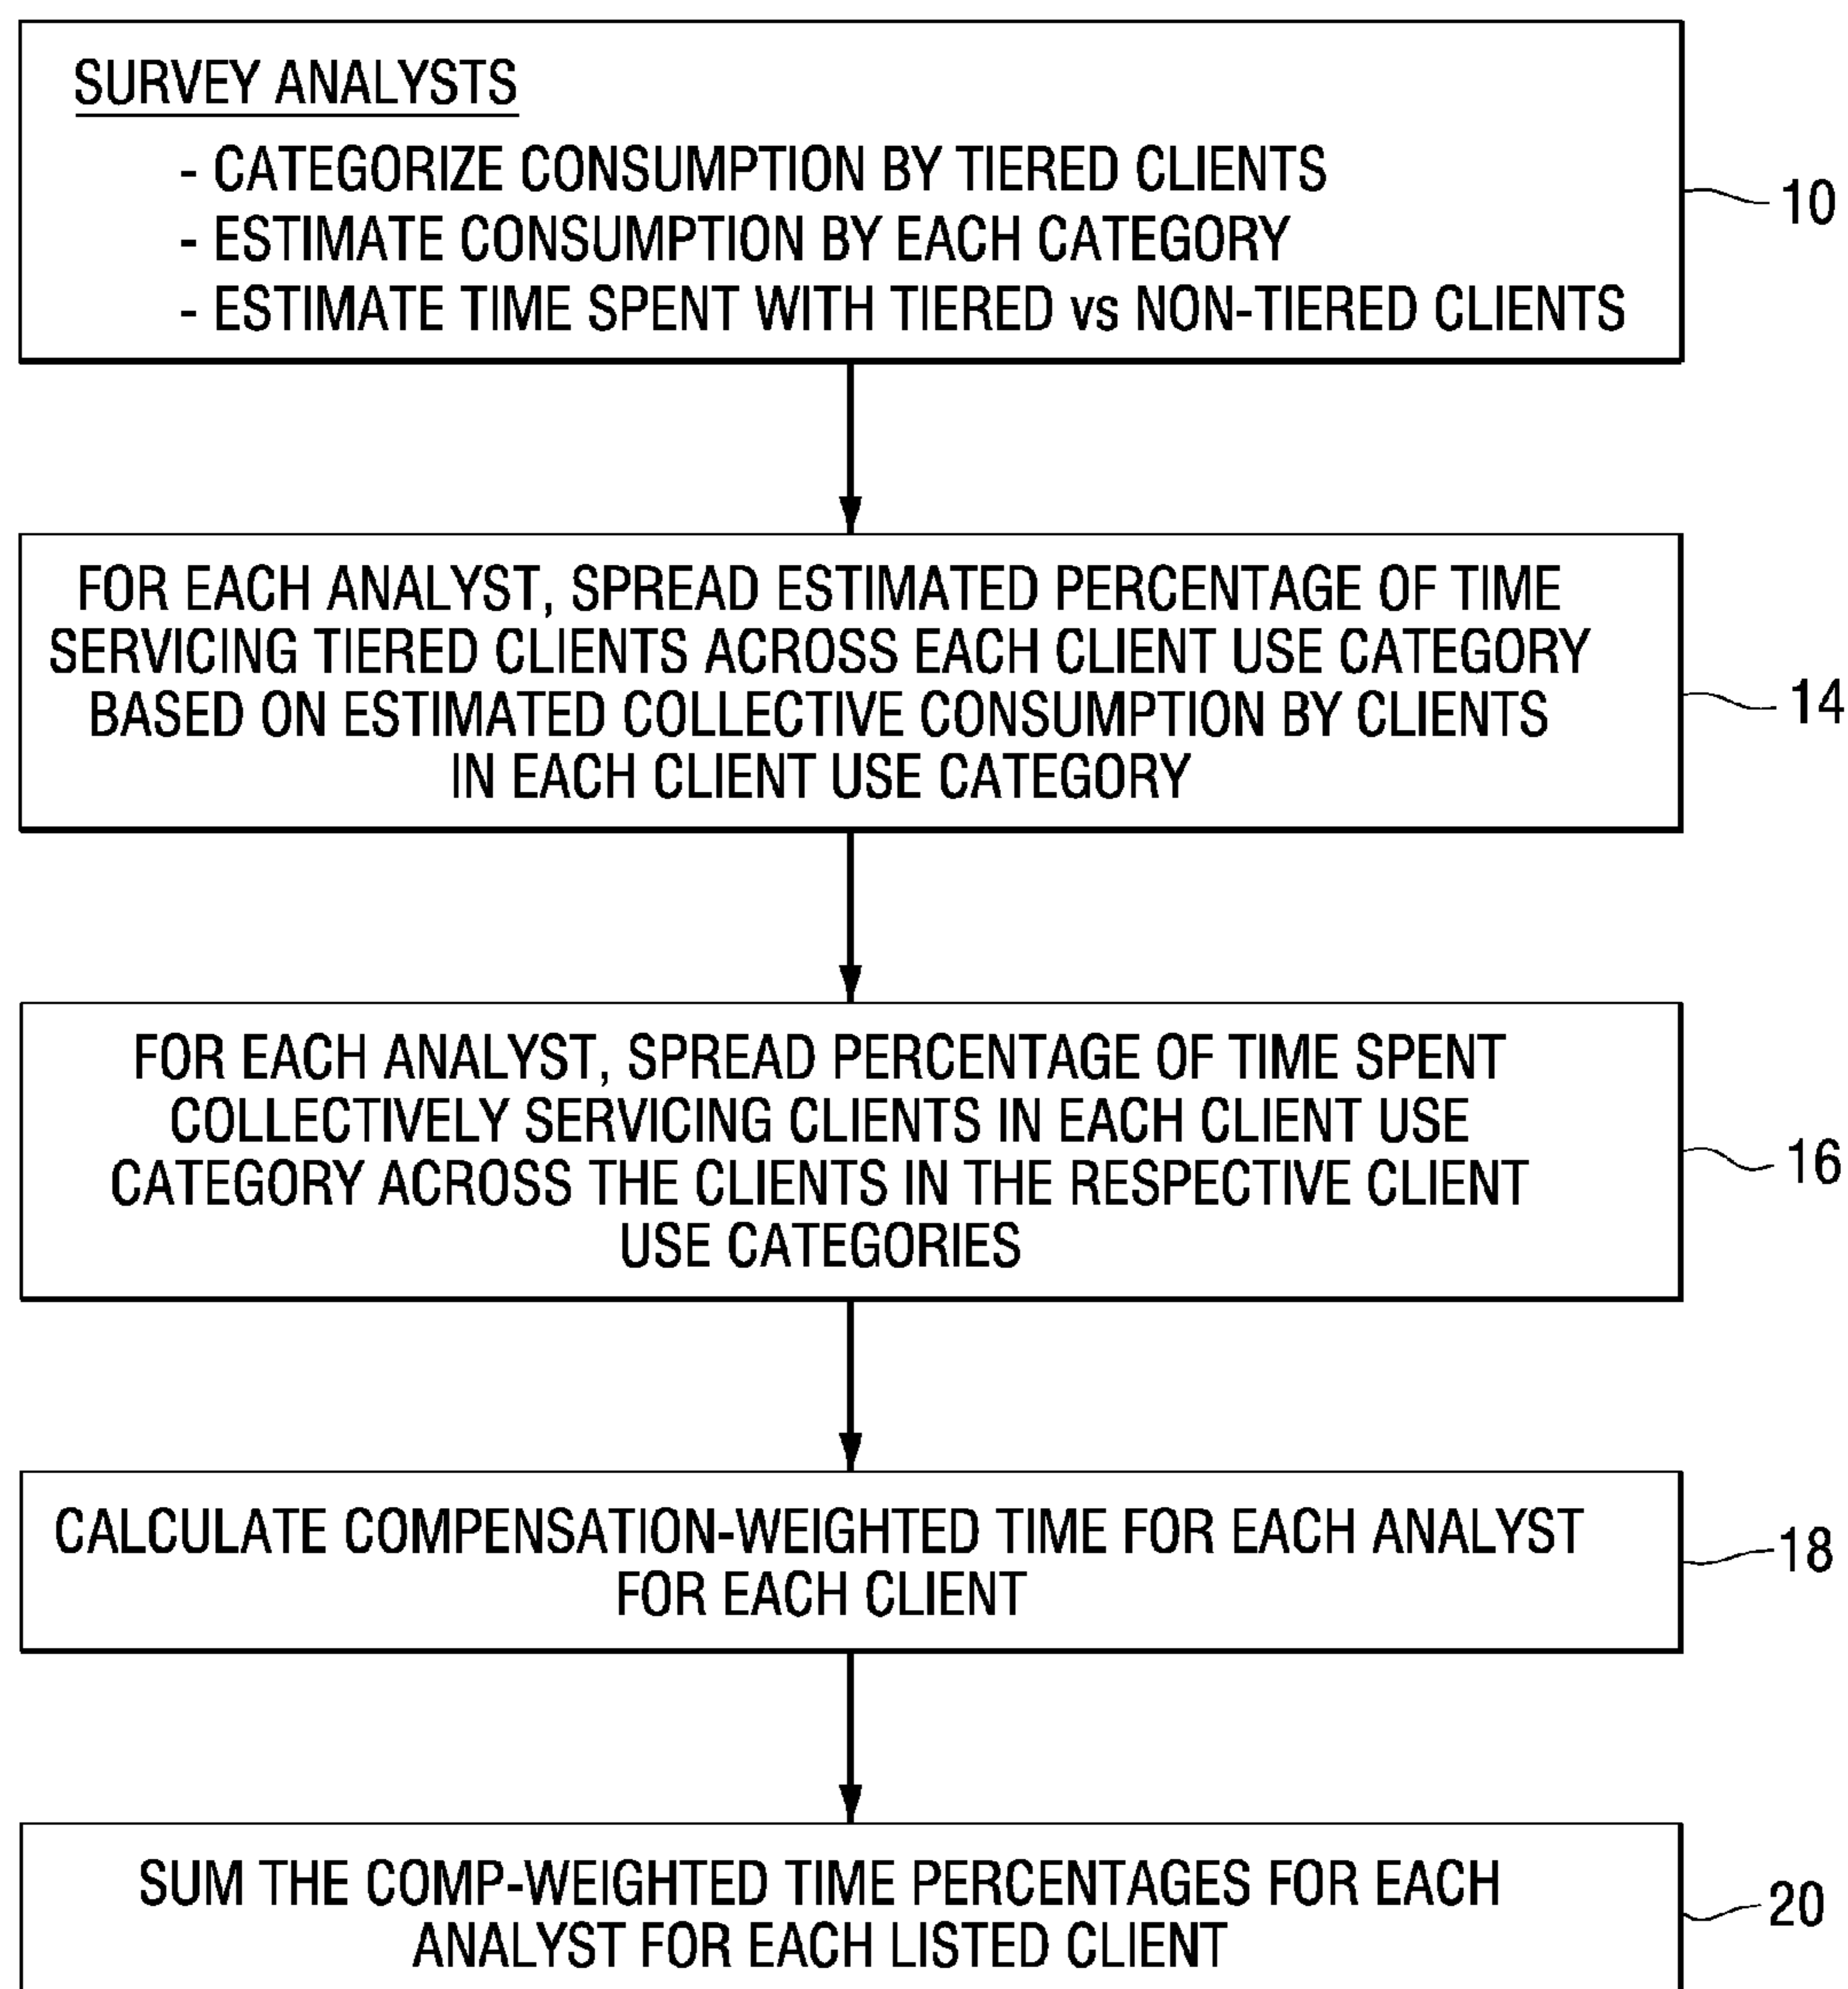 SURVEY ANALYSTS
- CATEGORIZE CONSUMPTION BY TIERED CLIENTS
- ESTIMATE CONSUMPTION BY EACH CATEGORY
- ESTIMATE TIME SPENT WITH TIERED vs NON-TIERED CLIENTS
10
FOR EACH ANALYST, SPREAD ESTIMATED PERCENTAGE OF TIME
SERVICING TIERED CLIENTS ACROSS EACH CLIENT USE CATEGORY
BASED ON ESTIMATED COLLECTIVE CONSUMPTION BY CLIENTS
IN EACH CLIENT USE CATEGORY
14
FOR EACH ANALYST, SPREAD PERCENTAGE OF TIME SPENT
COLLECTIVELY SERVICING CLIENTS IN EACH CLIENT USE
CATEGORY ACROSS THE CLIENTS IN THE RESPECTIVE CLIENT
USE CATEGORIES
16
CALCULATE COMPENSATION-WEIGHTED TIME FOR EACH ANALYST
FOR EACH CLIENT
18
SUM THE COMP-WEIGHTED TIME PERCENTAGES FOR EACH
ANALYST FOR EACH LISTED CLIENT
20